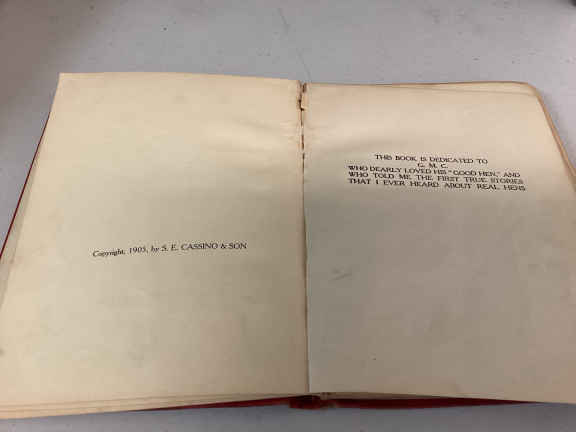 Copyright, 1905, by S. E. CASSINO & SON
THIS BOOK IS DEDICATED TO
G. M. C.
WHO DEARLY LOVED HIS "GOOD HEN," AND
WHO TOLD ME THE FIRST TRUE STORIES
THAT I EVER HEARD ABOUT REAL HENS